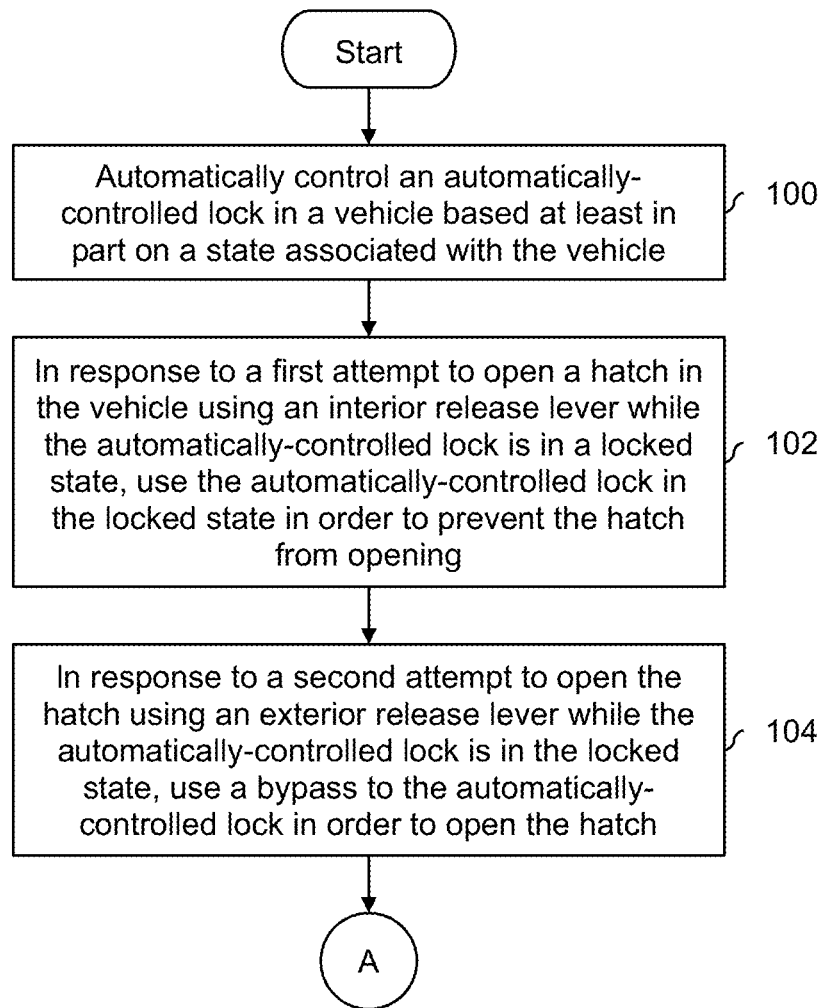 Start
Automatically control an automatically-
controlled lock in a vehicle based at least in
part on a state associated with the vehicle
100
In response to a first attempt to open a hatch in
the vehicle using an interior release lever while
the automatically-controlled lock is in a locked
state, use the automatically-controlled lock in
the locked state in order to prevent the hatch
from opening
102
In response to a second attempt to open the
hatch using an exterior release lever while the
automatically-controlled lock is in the locked
state, use a bypass to the automatically-
controlled lock in order to open the hatch
104
A